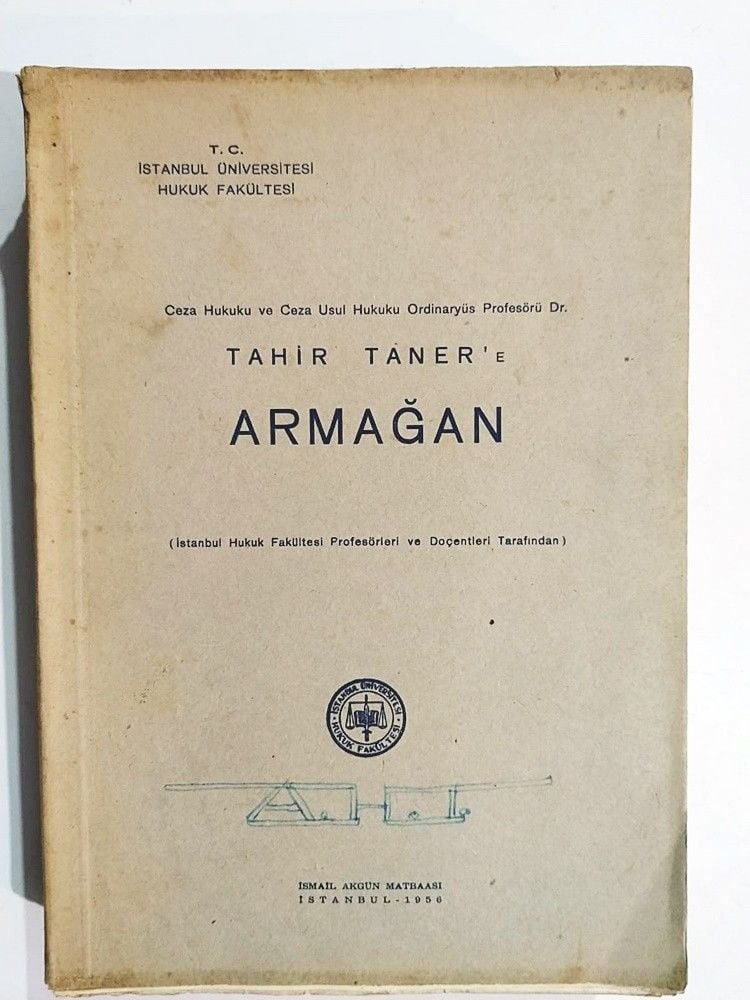 T. C.
İSTANBUL ÜNİVERSİTESİ
HUKUK FAKÜLTESİ
Ceza Hukuku ve Ceza Usul Hukuku Ordinaryüs Profesörü Dr.
TAHİR TANER'E
ARMAĞAN
(İstanbul Hukuk Fakültesi Profesörleri ve Doçentleri Tarafından)
İSTANBUL ÜNİVERSİTESİ
HUKUK FAKÜLTESİ
İSMAİL AKGÜN MATBAASI
İSTANBUL - 1956